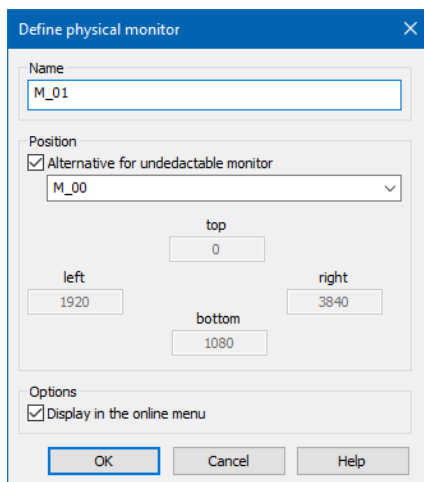 Define physical monitor
Name
M_01
Position
Alternative for undedactable monitor
M_00
top
0
left
right
1920
3840
bottom
1080
Options
Display in the online menu
OK
Cancel
Help